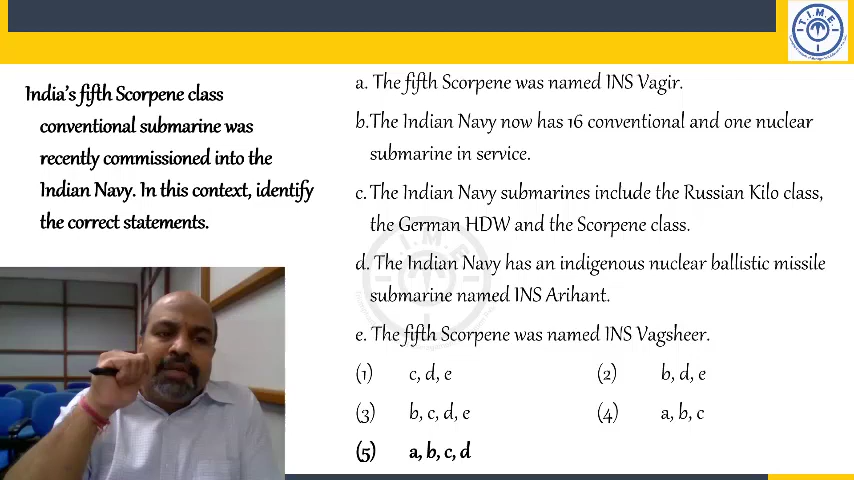 T.I.M.E.
India's fifth Scorpene class
conventional submarine was
recently commissioned into the
Indian Navy. In this context, identify
the correct statements.
a. The fifth Scorpene was named INS Vagir.
b.The Indian Navy now has 16 conventional and one nuclear
submarine in service.
c. The Indian Navy submarines include the Russian Kilo class,
the German HDW and the Scorpene class.
d. The Indian Navy has an indigenous nuclear ballistic missile
submarine named INS Arihant.
e. The fifth Scorpene was named INS Vagsheer.
(1) c, d, e (2) b, d, e
(3) b, c, d, e (4) a, b, c
(5) a, b, c, d